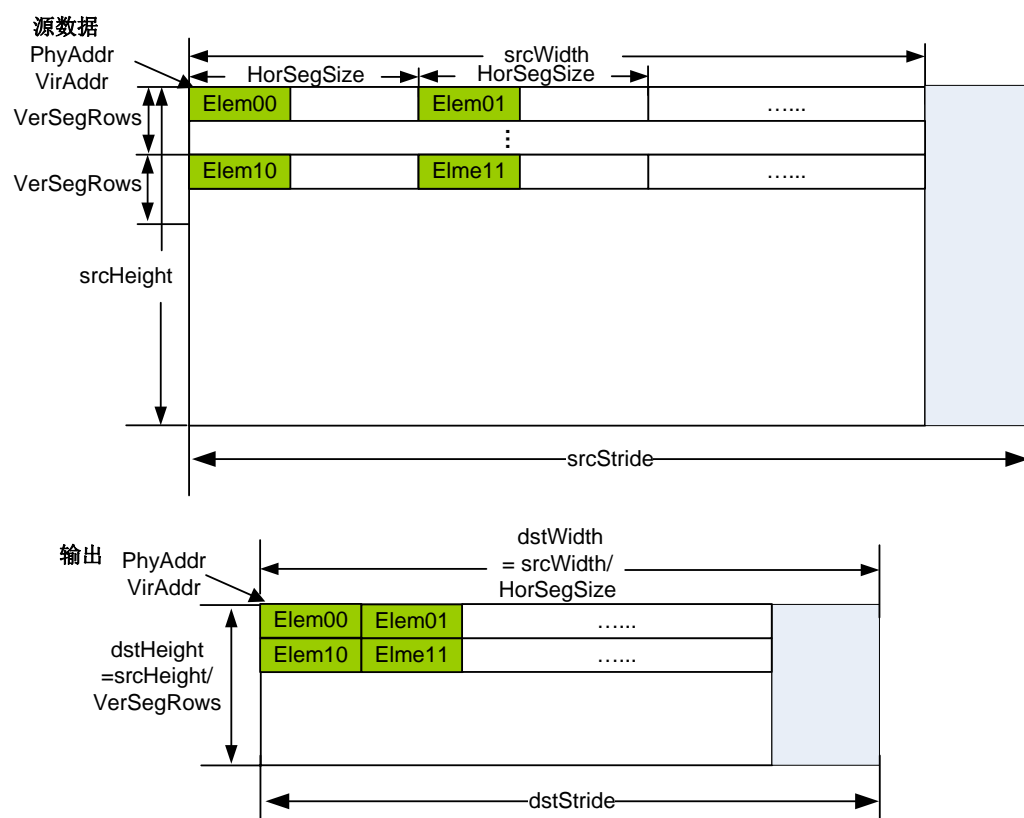 源数据
PhyAddr
VirAddr
srcWidth
HorSegSize
HorSegSize
VerSegRows
Elem00
Elem01
…...
⋮
VerSegRows
Elem10
Elme11
…...
srcHeight
srcStride
输出
PhyAddr
VirAddr
dstWidth
= srcWidth/
HorSegSize
Elem00
Elem01
…...
dstHeight
=srcHeight/
VerSegRows
Elem10
Elme11
…...
dstStride